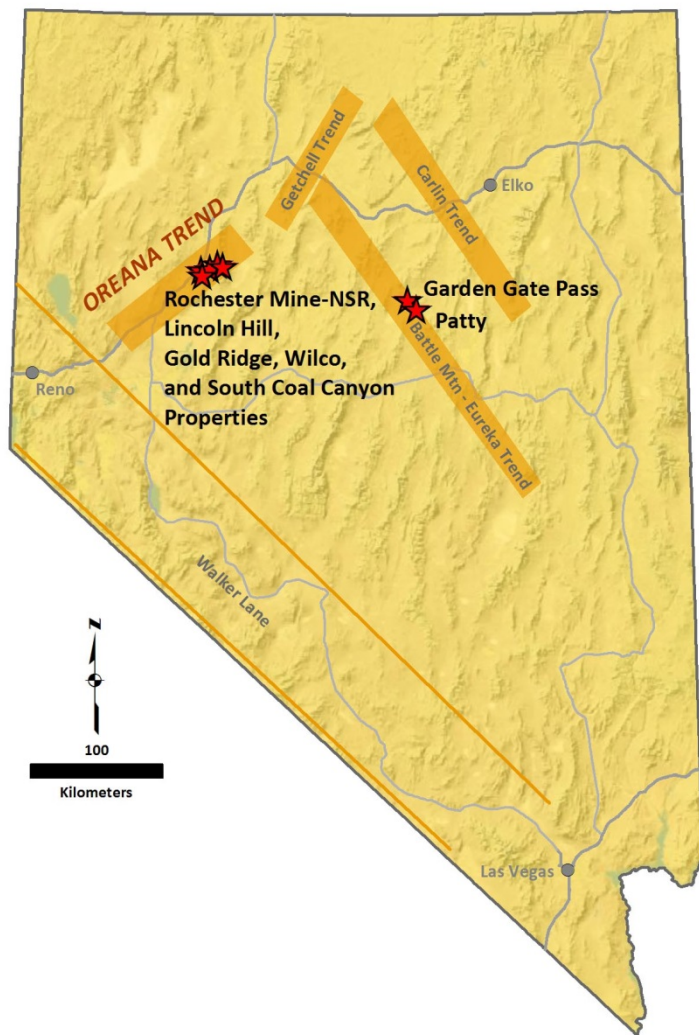 Getchell Trend
Carlin Trend
Elko
OREANA TREND
Rochester Mine-NSR,
Lincoln Hill,
Gold Ridge, Wilco,
and South Coal Canyon
Properties
Garden Gate Pass
Patty
Battle Mtn - Eureka Trend
Reno
Walker Lane
N
100
Kilometers
Las Vegas